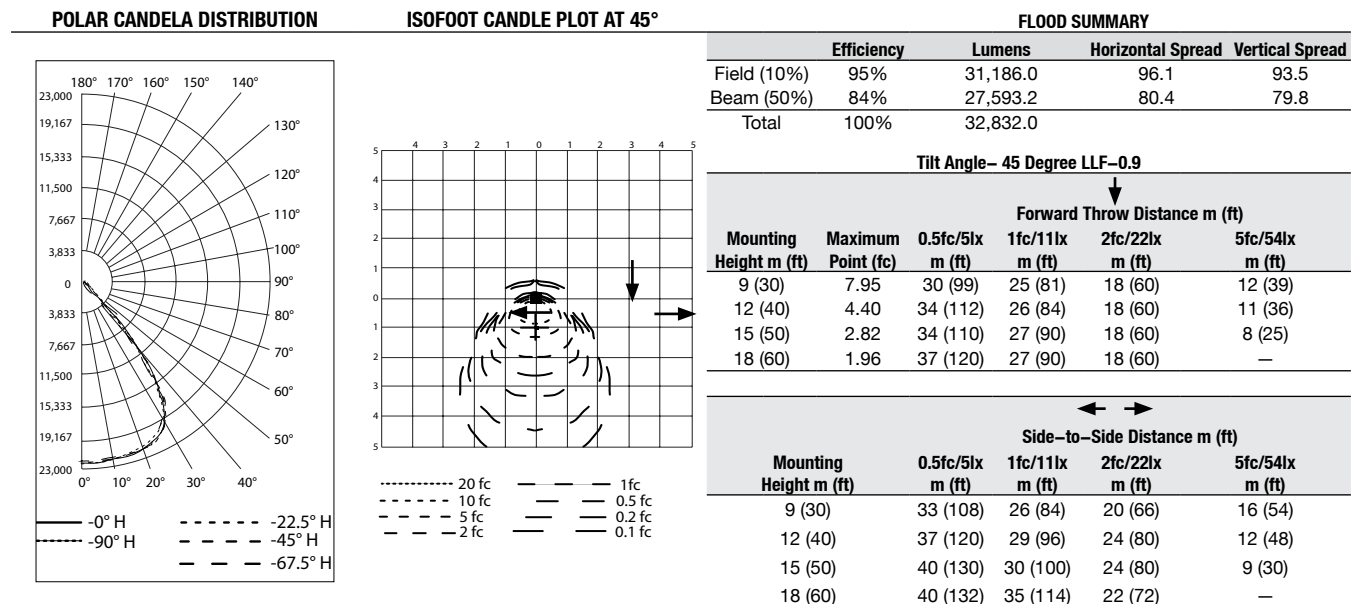 POLAR CANDELA DISTRIBUTION
180° 170° 160° 150° 140°
130°
120°
110°
100°
90°
80°
70°
60°
50°
0° 10° 20° 30° 40°
23,000
19,167
15,333
11,500
7,667
3,833
0
3,833
7,667
11,500
15,333
19,167
23,000
-0° H
-90° H
-22.5° H
-45° H
-67.5° H
ISOFOOT CANDLE PLOT AT 45°
5 4 3 2 1 0 1 2 3 4 5
5
4
3
2
1
0
1
2
3
4
5
20 fc
10 fc
5 fc
2 fc
1fc
0.5 fc
0.2 fc
0.1 fc
FLOOD SUMMARY
Efficiency Lumens Horizontal Spread Vertical Spread
Field (10%) 95% 31,186.0 96.1 93.5
Beam (50%) 84% 27,593.2 80.4 79.8
Total 100% 32,832.0
Tilt Angle– 45 Degree LLF–0.9
Forward Throw Distance m (ft)
Mounting Maximum 0.5fc/5lx 1fc/11lx 2fc/22lx 5fc/54lx
Height m (ft) Point (fc) m (ft) m (ft) m (ft) m (ft)
9 (30) 7.95 30 (99) 25 (81) 18 (60) 12 (39)
12 (40) 4.40 34 (112) 26 (84) 18 (60) 11 (36)
15 (50) 2.82 34 (110) 27 (90) 18 (60) 8 (25)
18 (60) 1.96 37 (120) 27 (90) 18 (60) —
Side–to–Side Distance m (ft)
Mounting 0.5fc/5lx 1fc/11lx 2fc/22lx 5fc/54lx
Height m (ft) m (ft) m (ft) m (ft) m (ft)
9 (30) 33 (108) 26 (84) 20 (66) 16 (54)
12 (40) 37 (120) 29 (96) 24 (80) 12 (48)
15 (50) 40 (130) 30 (100) 24 (80) 9 (30)
18 (60) 40 (132) 35 (114) 22 (72) —